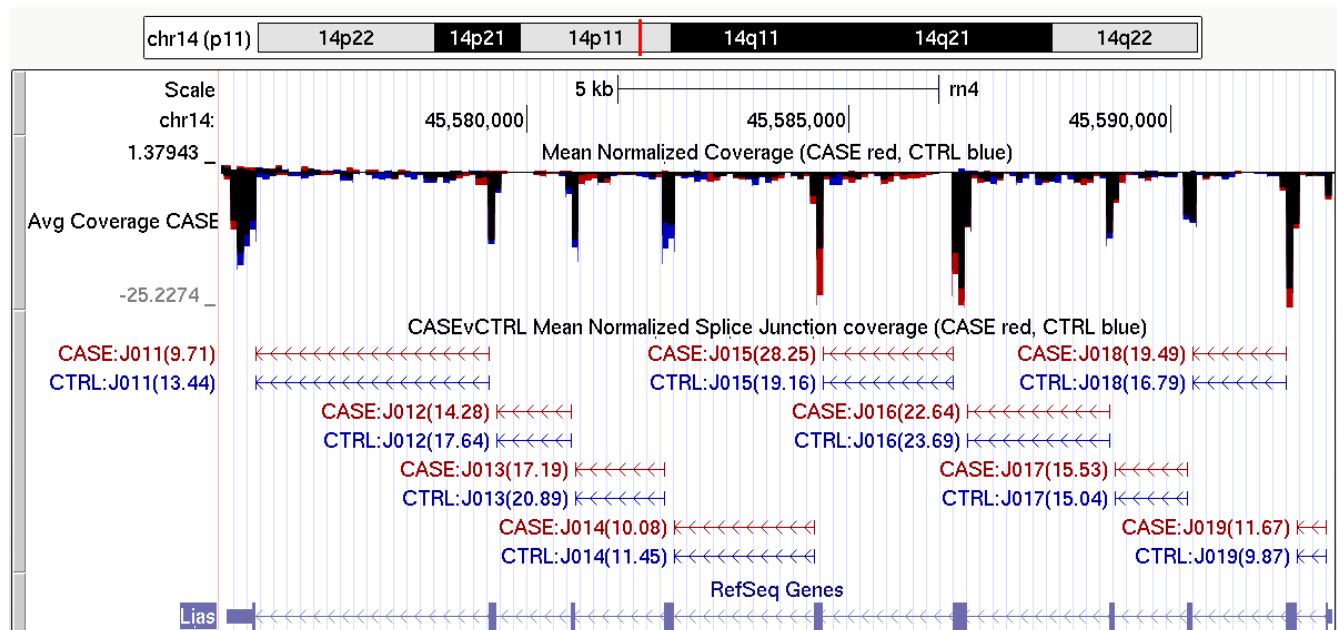 chr14 (p11) 14p22 14p21 14p11 14q11 14q21 14q22
Scale 5 kb rn4
chr14: 45,580,000 45,585,000 45,590,000
1.37943 _ Mean Normalized Coverage (CASE red, CTRL blue)
Avg Coverage CASE
-25.2274 _
CASEvCTRL Mean Normalized Splice Junction coverage (CASE red, CTRL blue)
CASE:J011(9.71) CASE:J015(28.25) CASE:J018(19.49)
CTRL:J011(13.44) CTRL:J015(19.16) CTRL:J018(16.79)
CASE:J012(14.28) CASE:J016(22.64)
CTRL:J012(17.64) CTRL:J016(23.69)
CASE:J013(17.19) CASE:J017(15.53)
CTRL:J013(20.89) CTRL:J017(15.04)
CASE:J014(10.08) CASE:J019(11.67)
CTRL:J014(11.45) CTRL:J019(9.87)
RefSeq Genes
Lias